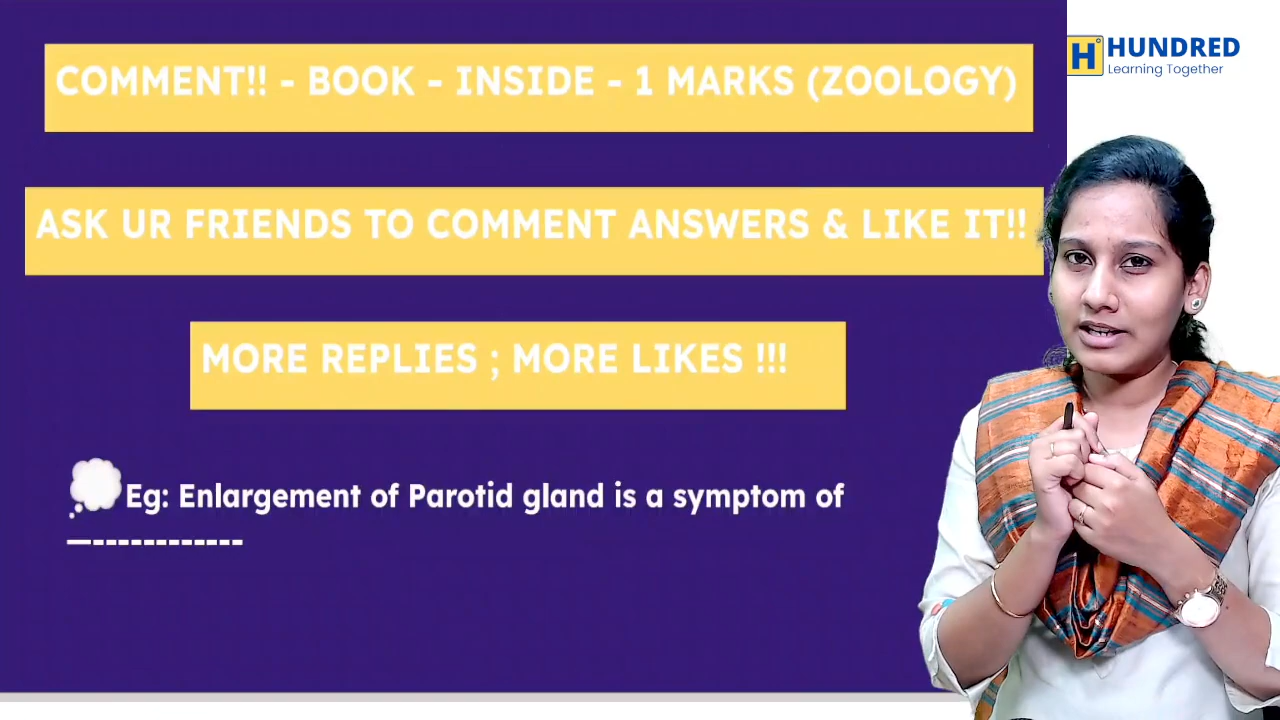 COMMENT!! - BOOK - INSIDE - 1 MARKS (ZOOLOGY)
HUNDRED
Learning Together
ASK UR FRIENDS TO COMMENT ANSWERS & LIKE IT!!
MORE REPLIES ; MORE LIKES !!!
Eg: Enlargement of Parotid gland is a symptom of
—------------